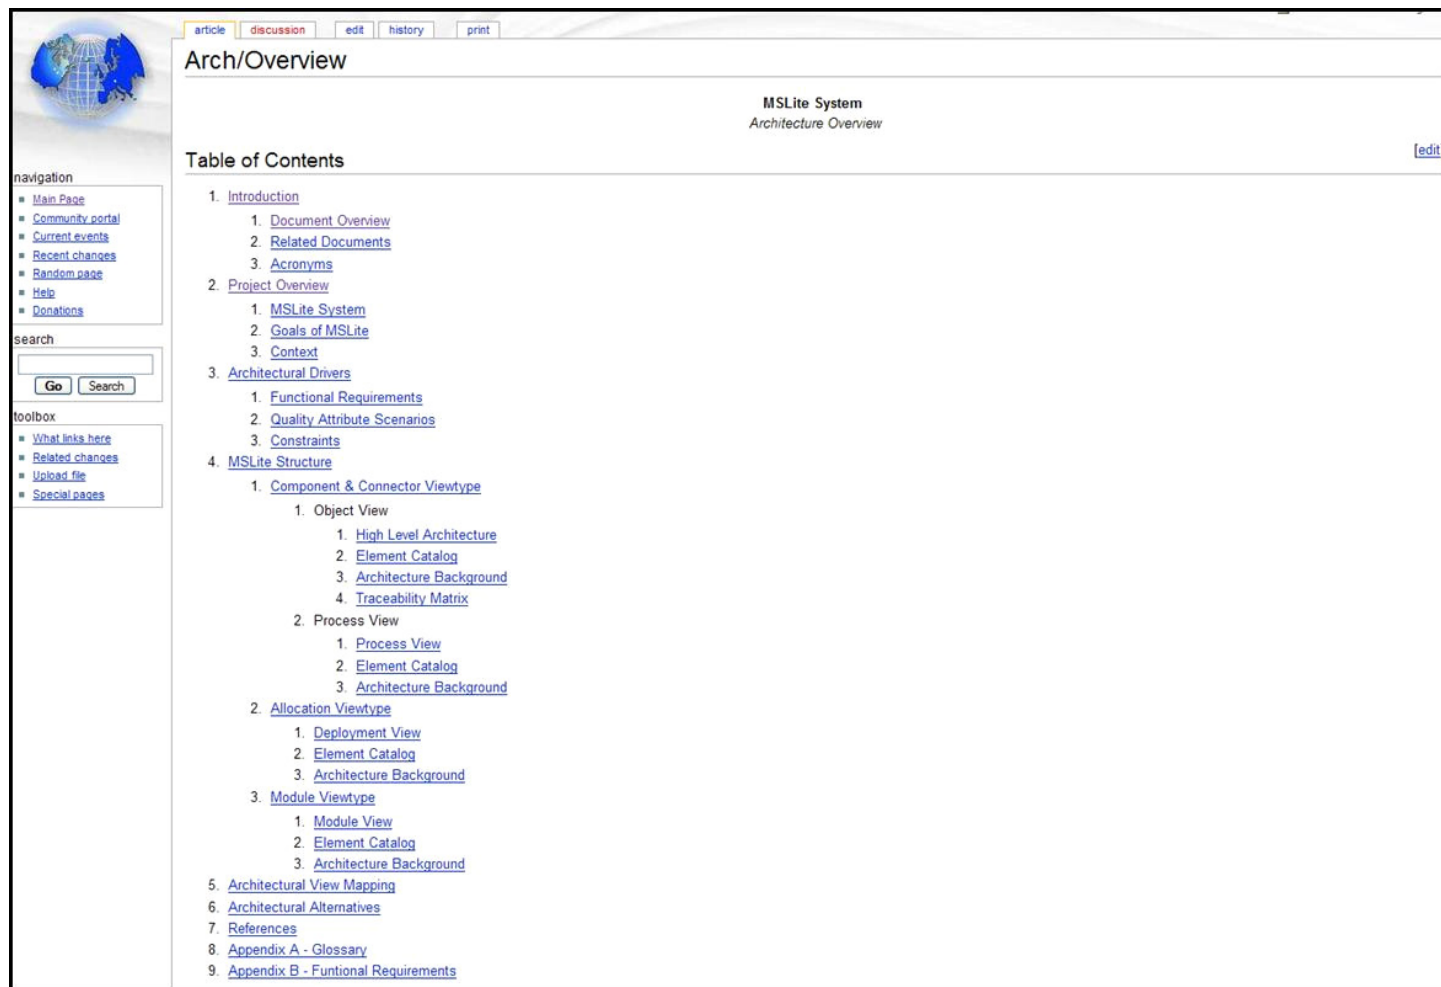 article discussion edit history print
Arch/Overview
MSLite System
Architecture Overview
Table of Contents
[edit
1. Introduction
1. Document Overview
2. Related Documents
3. Acronyms
2. Project Overview
1. MSLite System
2. Goals of MSLite
3. Context
3. Architectural Drivers
1. Functional Requirements
2. Quality Attribute Scenarios
3. Constraints
4. MSLite Structure
1. Component & Connector Viewtype
1. Object View
1. High Level Architecture
2. Element Catalog
3. Architecture Background
4. Traceability Matrix
2. Process View
1. Process View
2. Element Catalog
3. Architecture Background
2. Allocation Viewtype
1. Deployment View
2. Element Catalog
3. Architecture Background
3. Module Viewtype
1. Module View
2. Element Catalog
3. Architecture Background
5. Architectural View Mapping
6. Architectural Alternatives
7. References
8. Appendix A - Glossary
9. Appendix B - Funtional Requirements
navigation
Main Page
Community portal
Current events
Recent changes
Random page
Help
Donations
search
Go Search
toolbox
What links here
Related changes
Upload file
Special pages